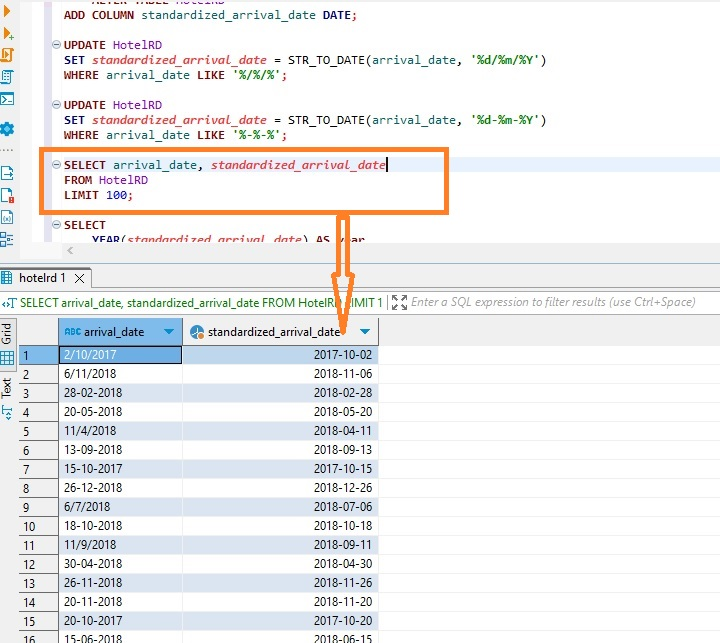 ADD COLUMN standardized_arrival_date DATE;
UPDATE HotelRD
SET standardized_arrival_date = STR_TO_DATE(arrival_date, '%d/%m/%Y')
WHERE arrival_date LIKE '%/%/%';
UPDATE HotelRD
SET standardized_arrival_date = STR_TO_DATE(arrival_date, '%d-%m-%Y')
WHERE arrival_date LIKE '%-%-%';
SELECT arrival_date, standardized_arrival_date
FROM HotelRD
LIMIT 100;
SELECT
YEAR(standardized_arrival_date) AS year
hotelrd 1
SELECT arrival_date, standardized_arrival_date FROM HotelRD LIMIT 1
Enter a SQL expression to filter results (use Ctrl+Space)
Grid
Text
ABC arrival_date standardized_arrival_date
1 2/10/2017 2017-10-02
2 6/11/2018 2018-11-06
3 28-02-2018 2018-02-28
4 20-05-2018 2018-05-20
5 11/4/2018 2018-04-11
6 13-09-2018 2018-09-13
7 15-10-2017 2017-10-15
8 26-12-2018 2018-12-26
9 6/7/2018 2018-07-06
10 18-10-2018 2018-10-18
11 11/9/2018 2018-09-11
12 30-04-2018 2018-04-30
13 26-11-2018 2018-11-26
14 20-11-2018 2018-11-20
15 20-10-2017 2017-10-20
16 15-06-2018 2018-06-15